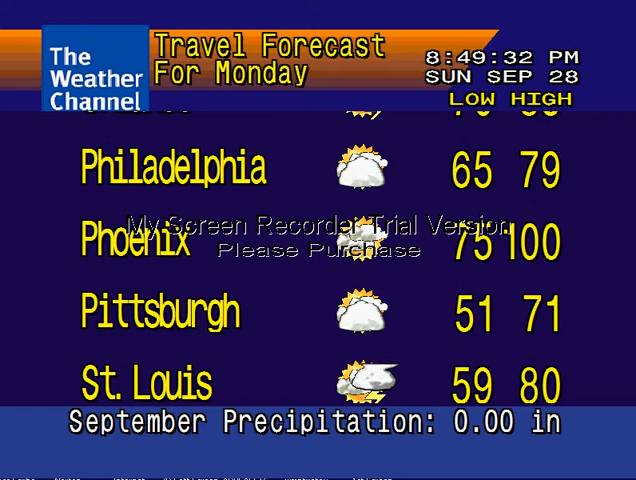 The
Weather
Channel
Travel Forecast
For Monday
8:49:32 PM
SUN SEP 28
LOW HIGH
Philadelphia 65 79
My Screen Recorder Trial Version
Phoenix 75 100
Please Purchase
Pittsburgh 51 71
St. Louis 59 80
September Precipitation: 0.00 in